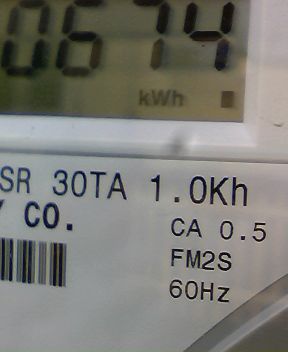 0674
kWh
SR 30TA 1.0Kh
Y CO.
CA 0.5
FM2S
60Hz